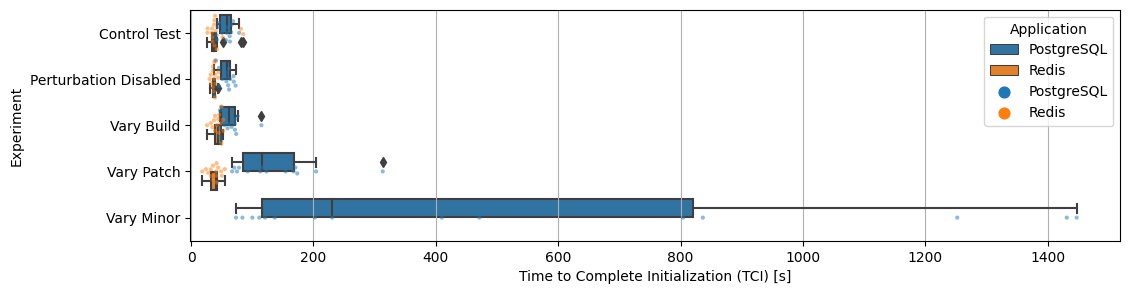 Experiment
Control Test
Perturbation Disabled
Vary Build
Vary Patch
Vary Minor
Application
PostgreSQL
Redis
PostgreSQL
Redis
0 200 400 600 800 1000 1200 1400
Time to Complete Initialization (TCI) [s]